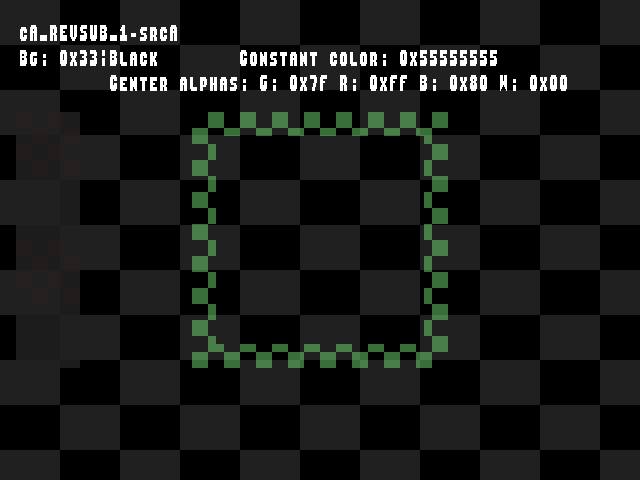 cA_REVSUB_1-srcA
Bg: 0x33¦Black Constant color: 0x55555555
Center alphas: G: 0x7f R: 0xff B: 0x80 W: 0x00